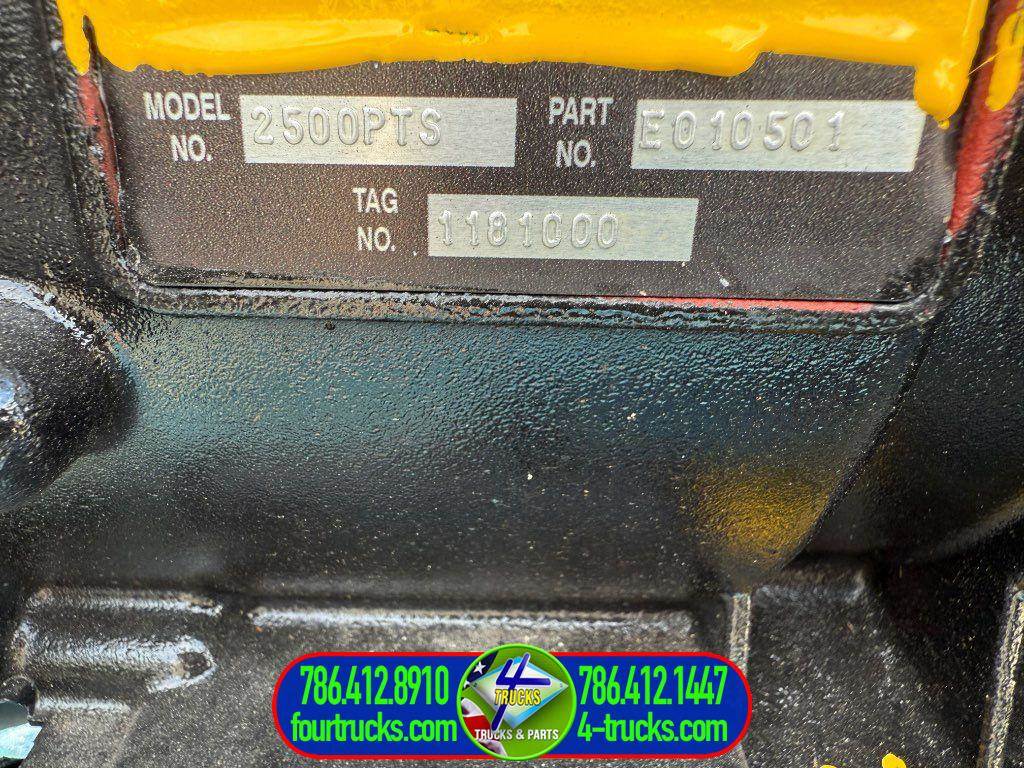 MODEL NO. 2500PTS PART NO. E010501
TAG NO. 1181000
786.412.8910 4 TRUCKS 786.412.1447
fourtrucks.com TRUCKS & PARTS 4-trucks.com